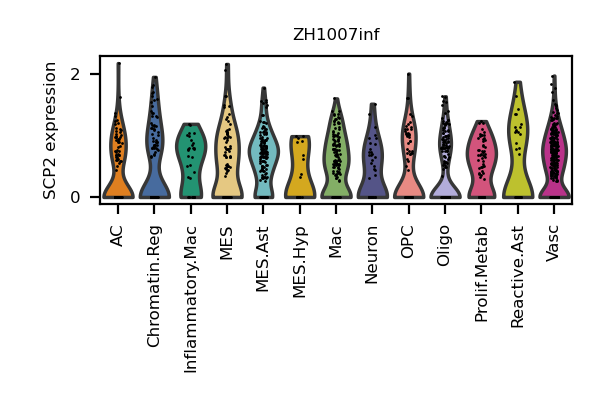 ZH1007inf
SCP2 expression
2
0
AC
Chromatin.Reg
Inflammatory.Mac
MES
MES.Ast
MES.Hyp
Mac
Neuron
OPC
Oligo
Prolif.Metab
Reactive.Ast
Vasc